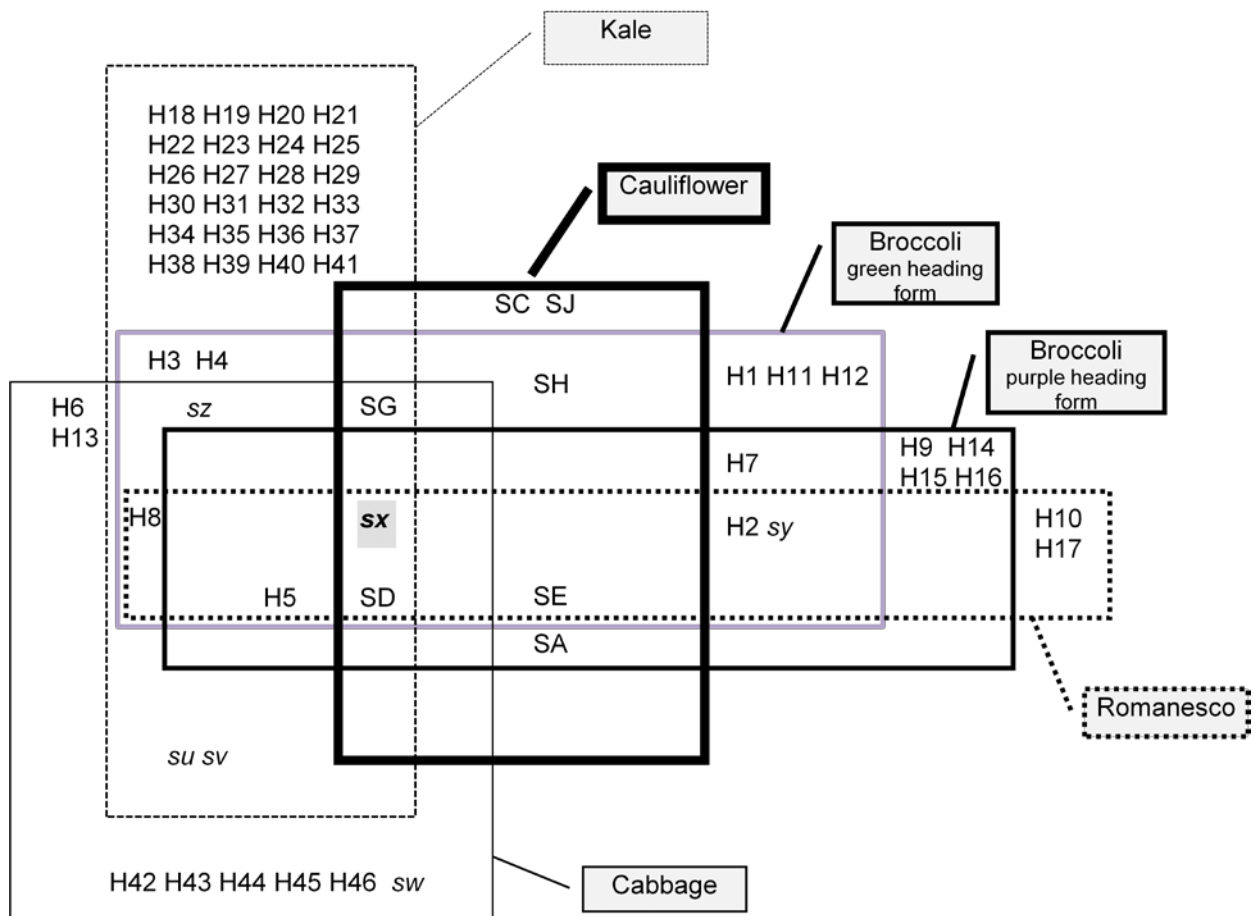 Kale
H18 H19 H20 H21
H22 H23 H24 H25
H26 H27 H28 H29
H30 H31 H32 H33
H34 H35 H36 H37
H38 H39 H40 H41
Cauliflower
Broccoli
green heading
form
SC SJ
Broccoli
purple heading
form
H3 H4
SH
H1 H11 H12
H6
H13
sz
SG
H7
H9 H14
H15 H16
H8
sx
H2 sy
H10
H17
H5
SD
SE
SA
Romanesco
su sv
H42 H43 H44 H45 H46 sw
Cabbage